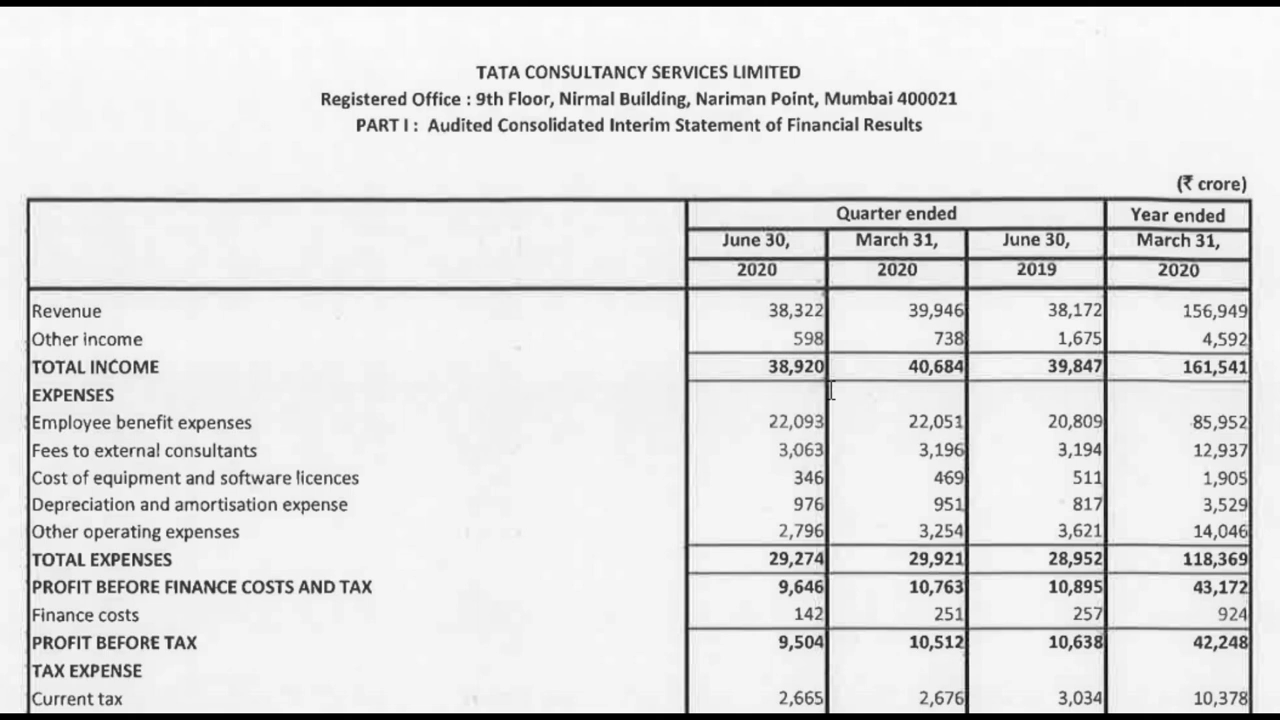 TATA CONSULTANCY SERVICES LIMITED
Registered Office : 9th Floor, Nirmal Building, Nariman Point, Mumbai 400021
PART I : Audited Consolidated Interim Statement of Financial Results
(₹ crore)
Quarter ended Year ended
June 30, March 31, June 30, March 31,
2020 2020 2019 2020
Revenue 38,322 39,946 38,172 156,949
Other income 598 738 1,675 4,592
TOTAL INCOME 38,920 40,684 39,847 161,541
EXPENSES
Employee benefit expenses 22,093 22,051 20,809 85,952
Fees to external consultants 3,063 3,196 3,194 12,937
Cost of equipment and software licences 346 469 511 1,905
Depreciation and amortisation expense 976 951 817 3,529
Other operating expenses 2,796 3,254 3,621 14,046
TOTAL EXPENSES 29,274 29,921 28,952 118,369
PROFIT BEFORE FINANCE COSTS AND TAX 9,646 10,763 10,895 43,172
Finance costs 142 251 257 924
PROFIT BEFORE TAX 9,504 10,512 10,638 42,248
TAX EXPENSE
Current tax 2,665 2,676 3,034 10,378